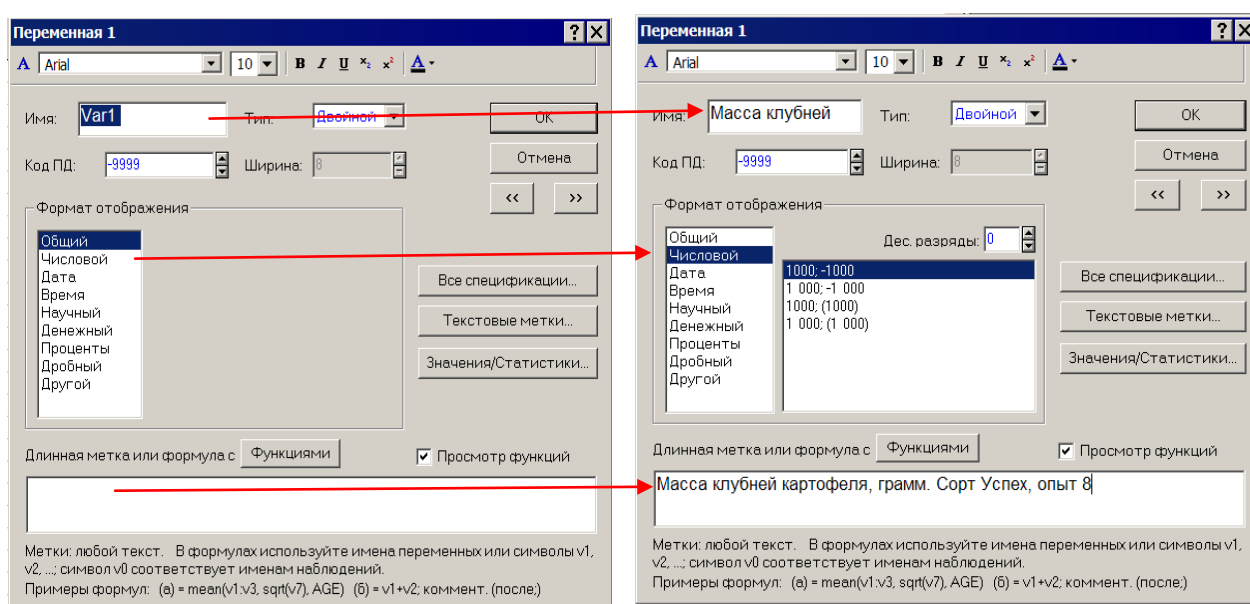 Переменная 1
A Arial 10 B I U x₂ x² A
Имя: Var1 Тип: Двойной OK
Код ПД: -9999 Ширина: 8 Отмена
<< >>
Формат отображения
Общий
Числовой
Дата
Время
Научный
Денежный
Проценты
Дробный
Другой
Все спецификации...
Текстовые метки...
Значения/Статистики...
Длинная метка или формула с Функциями Просмотр функций
Метки: любой текст. В формулах используйте имена переменных или символы v1,
v2, ...; символ v0 соответствует именам наблюдений.
Примеры формул: (а) = mean(v1:v3, sqrt(v7), AGE) (б) = v1+v2; коммент. (после;)
Переменная 1
A Arial 10 B I U x₂ x² A
Имя: Масса клубней Тип: Двойной OK
Код ПД: -9999 Ширина: 8 Отмена
<< >>
Формат отображения
Общий
Числовой
Дата
Время
Научный
Денежный
Проценты
Дробный
Другой
Дес. разряды: 0
1000; -1000
1 000; -1 000
1000; (1000)
1 000; (1 000)
Все спецификации...
Текстовые метки...
Значения/Статистики...
Длинная метка или формула с Функциями Просмотр функций
Масса клубней картофеля, грамм. Сорт Успех, опыт 8
Метки: любой текст. В формулах используйте имена переменных или символы v1,
v2, ...; символ v0 соответствует именам наблюдений.
Примеры формул: (а) = mean(v1:v3, sqrt(v7), AGE) (б) = v1+v2; коммент. (после;)